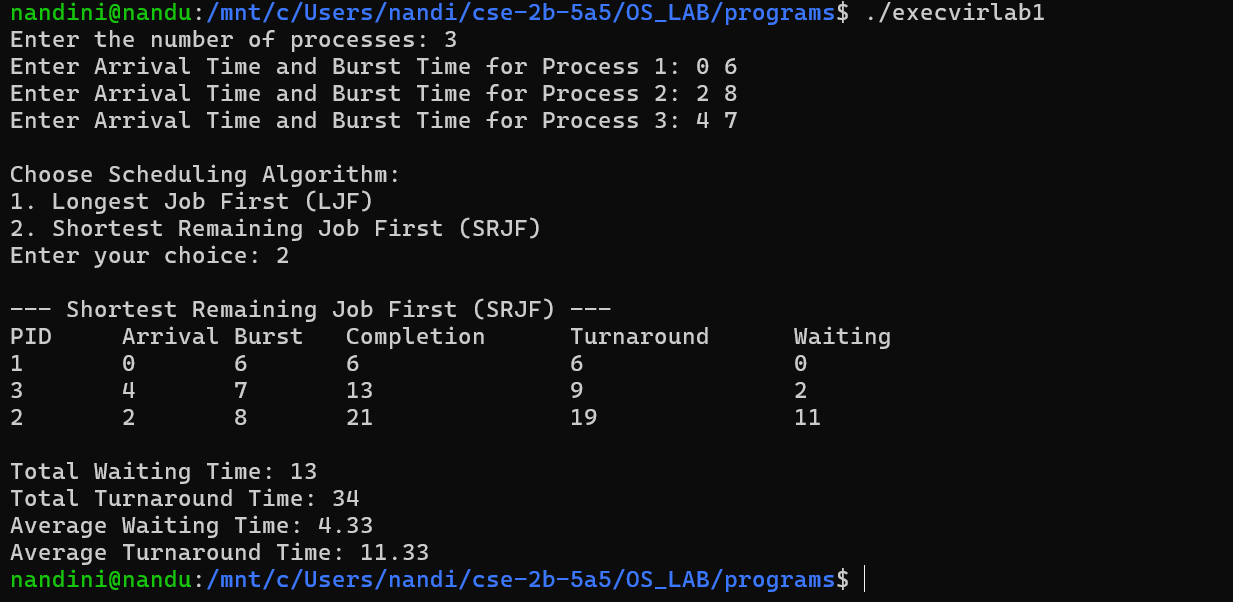 nandini@nandu:/mnt/c/Users/nandi/cse-2b-5a5/OS_LAB/programs$ ./execvirlab1
Enter the number of processes: 3
Enter Arrival Time and Burst Time for Process 1: 0 6
Enter Arrival Time and Burst Time for Process 2: 2 8
Enter Arrival Time and Burst Time for Process 3: 4 7

Choose Scheduling Algorithm:
1. Longest Job First (LJF)
2. Shortest Remaining Job First (SRJF)
Enter your choice: 2

--- Shortest Remaining Job First (SRJF) ---
PID     Arrival Burst   Completion      Turnaround      Waiting
1       0       6       6               6               0
3       4       7       13              9               2
2       2       8       21              19              11

Total Waiting Time: 13
Total Turnaround Time: 34
Average Waiting Time: 4.33
Average Turnaround Time: 11.33
nandini@nandu:/mnt/c/Users/nandi/cse-2b-5a5/OS_LAB/programs$